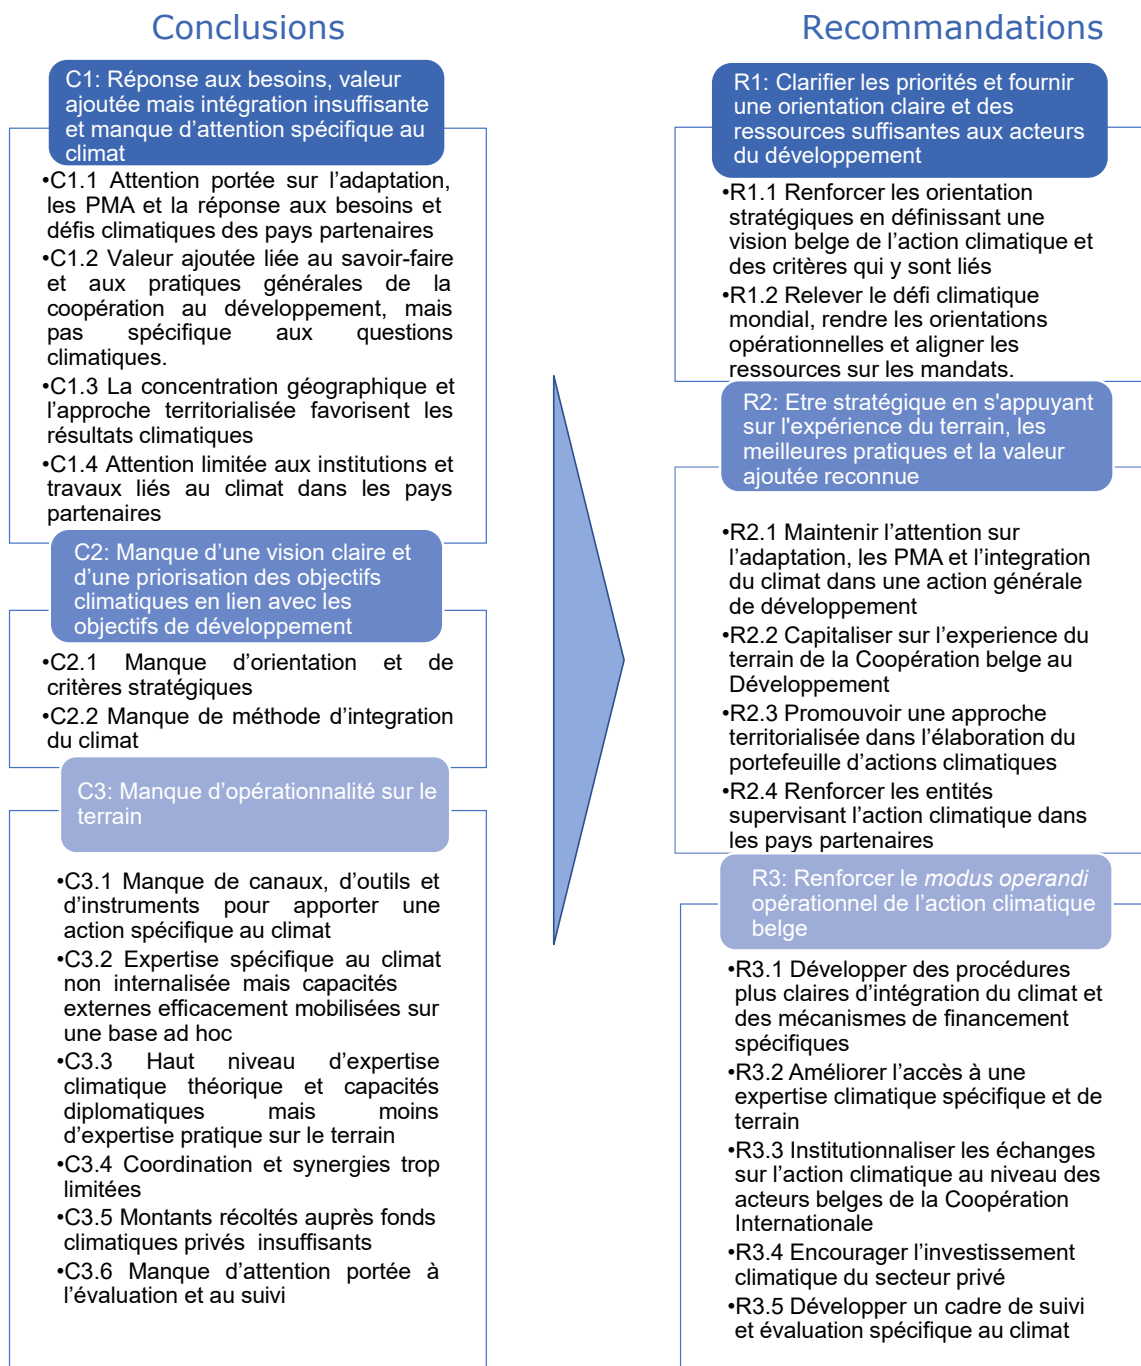 Conclusions
C1: Réponse aux besoins, valeur
ajoutée mais intégration insuffisante
et manque d’attention spécifique au
climat
•C1.1 Attention portée sur l’adaptation,
les PMA et la réponse aux besoins et
défis climatiques des pays partenaires
•C1.2 Valeur ajoutée liée au savoir-faire
et aux pratiques générales de la
coopération au développement, mais
pas spécifique aux questions
climatiques.
•C1.3 La concentration géographique et
l’approche territorialisée favorisent les
résultats climatiques
•C1.4 Attention limitée aux institutions et
travaux liés au climat dans les pays
partenaires
C2: Manque d’une vision claire et
d’une priorisation des objectifs
climatiques en lien avec les
objectifs de développement
•C2.1 Manque d’orientation et de
critères stratégiques
•C2.2 Manque de méthode d’integration
du climat
C3: Manque d’opérationnalité sur le
terrain
•C3.1 Manque de canaux, d’outils et
d’instruments pour apporter une
action spécifique au climat
•C3.2 Expertise spécifique au climat
non internalisée mais capacités
externes efficacement mobilisées sur
une base ad hoc
•C3.3 Haut niveau d’expertise
climatique théorique et capacités
diplomatiques mais moins
d’expertise pratique sur le terrain
•C3.4 Coordination et synergies trop
limitées
•C3.5 Montants récoltés auprès fonds
climatiques privés insuffisants
•C3.6 Manque d’attention portée à
l’évaluation et au suivi
Recommandations
R1: Clarifier les priorités et fournir
une orientation claire et des
ressources suffisantes aux acteurs
du développement
•R1.1 Renforcer les orientation
stratégiques en définissant une
vision belge de l’action climatique et
des critères qui y sont liés
•R1.2 Relever le défi climatique
mondial, rendre les orientations
opérationnelles et aligner les
ressources sur les mandats.
R2: Etre stratégique en s'appuyant
sur l'expérience du terrain, les
meilleures pratiques et la valeur
ajoutée reconnue
•R2.1 Maintenir l’attention sur
l’adaptation, les PMA et l’integration
du climat dans une action générale
de développement
•R2.2 Capitaliser sur l’experience du
terrain de la Coopération belge au
Développement
•R2.3 Promouvoir une approche
territorialisée dans l’élaboration du
portefeuille d’actions climatiques
•R2.4 Renforcer les entités
supervisant l’action climatique dans
les pays partenaires
R3: Renforcer le modus operandi
opérationnel de l’action climatique
belge
•R3.1 Développer des procédures
plus claires d’intégration du climat et
des mécanismes de financement
spécifiques
•R3.2 Améliorer l’accès à une
expertise climatique spécifique et de
terrain
•R3.3 Institutionnaliser les échanges
sur l’action climatique au niveau des
acteurs belges de la Coopération
Internationale
•R3.4 Encourager l’investissement
climatique du secteur privé
•R3.5 Développer un cadre de suivi
et évaluation spécifique au climat